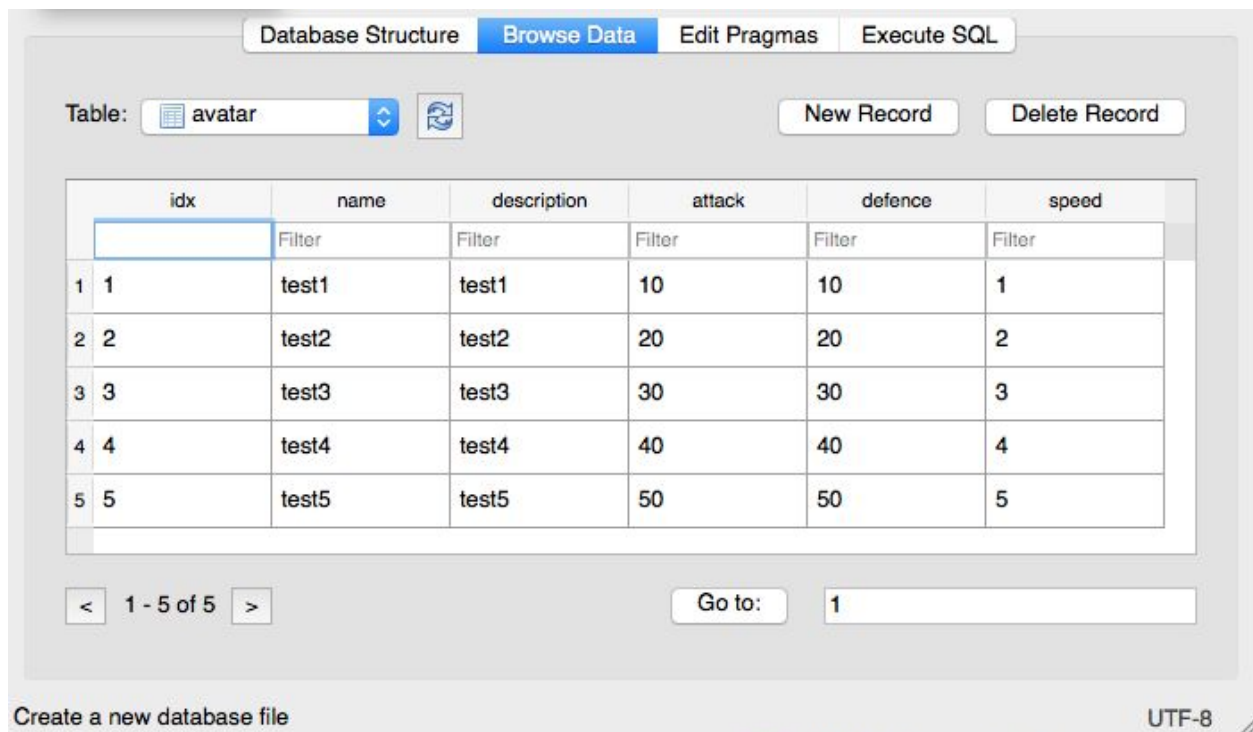 Database Structure Browse Data Edit Pragmas Execute SQL
Table: avatar New Record Delete Record
idx name description attack defence speed
Filter Filter Filter Filter Filter
1 1 test1 test1 10 10 1
2 2 test2 test2 20 20 2
3 3 test3 test3 30 30 3
4 4 test4 test4 40 40 4
5 5 test5 test5 50 50 5
< 1 - 5 of 5 > Go to: 1
Create a new database file UTF-8